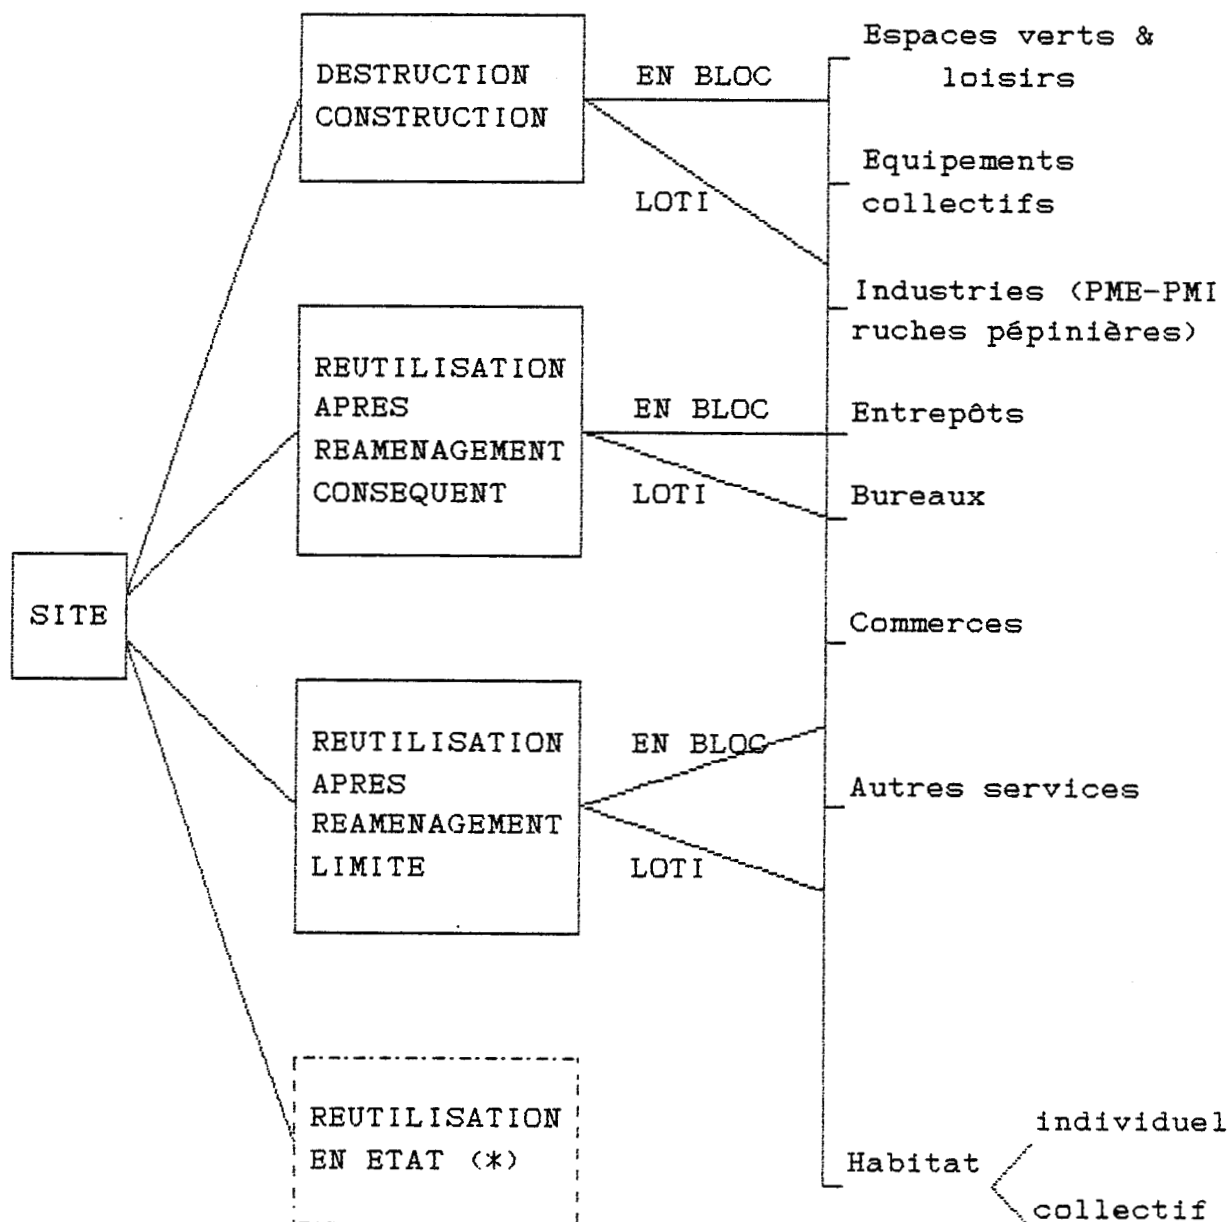 SITE
DESTRUCTION
CONSTRUCTION
EN BLOC
LOTI
REUTILISATION
APRES
REAMENAGEMENT
CONSEQUENT
EN BLOC
LOTI
REUTILISATION
APRES
REAMENAGEMENT
LIMITE
EN BLOC
LOTI
REUTILISATION
EN ETAT (*)
Espaces verts &
loisirs
Equipements
collectifs
Industries (PME-PMI
ruches pépinières)
Entrepôts
Bureaux
Commerces
Autres services
Habitat
individuel
collectif